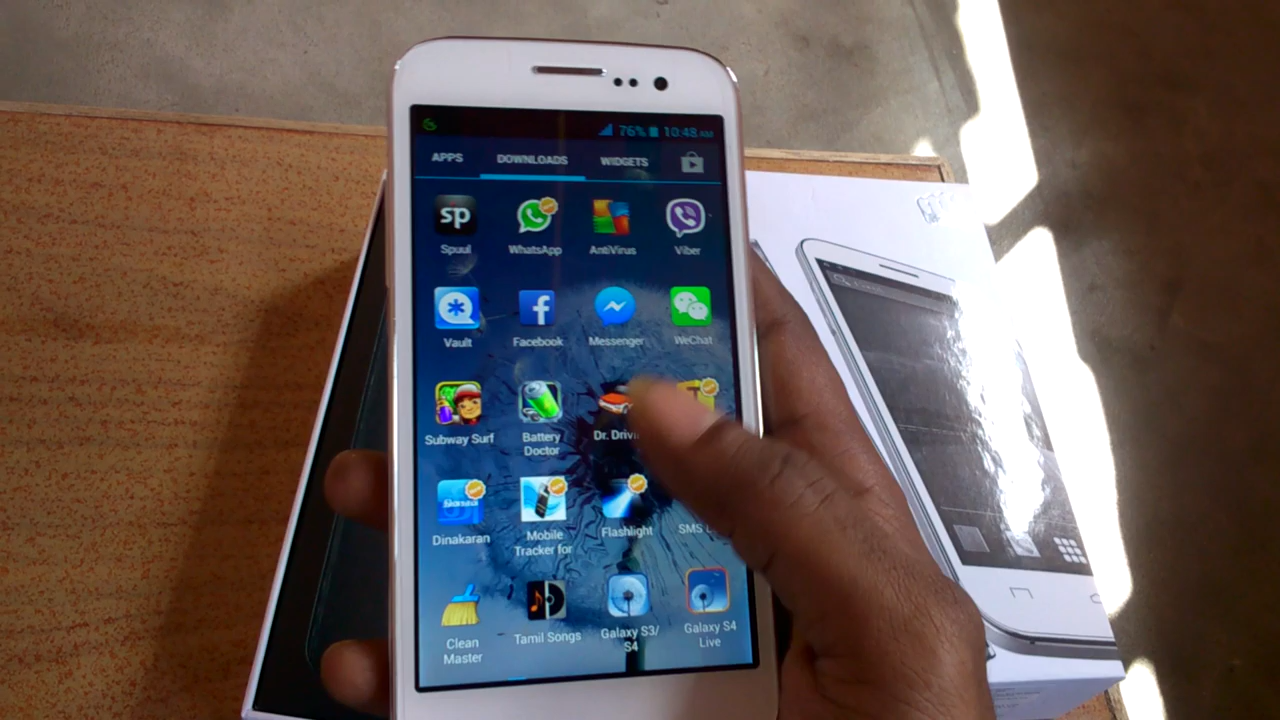 76% 10:48 AM
APPS DOWNLOADS WIDGETS
sp
Spuul WhatsApp AntiVirus Viber
Vault Facebook Messenger WeChat
Subway Surf Battery Doctor Dr. Drivi
Dinakaran Mobile Tracker for Flashlight SMS
Clean Master Tamil Songs Galaxy S3/ S4 Galaxy S4 Live